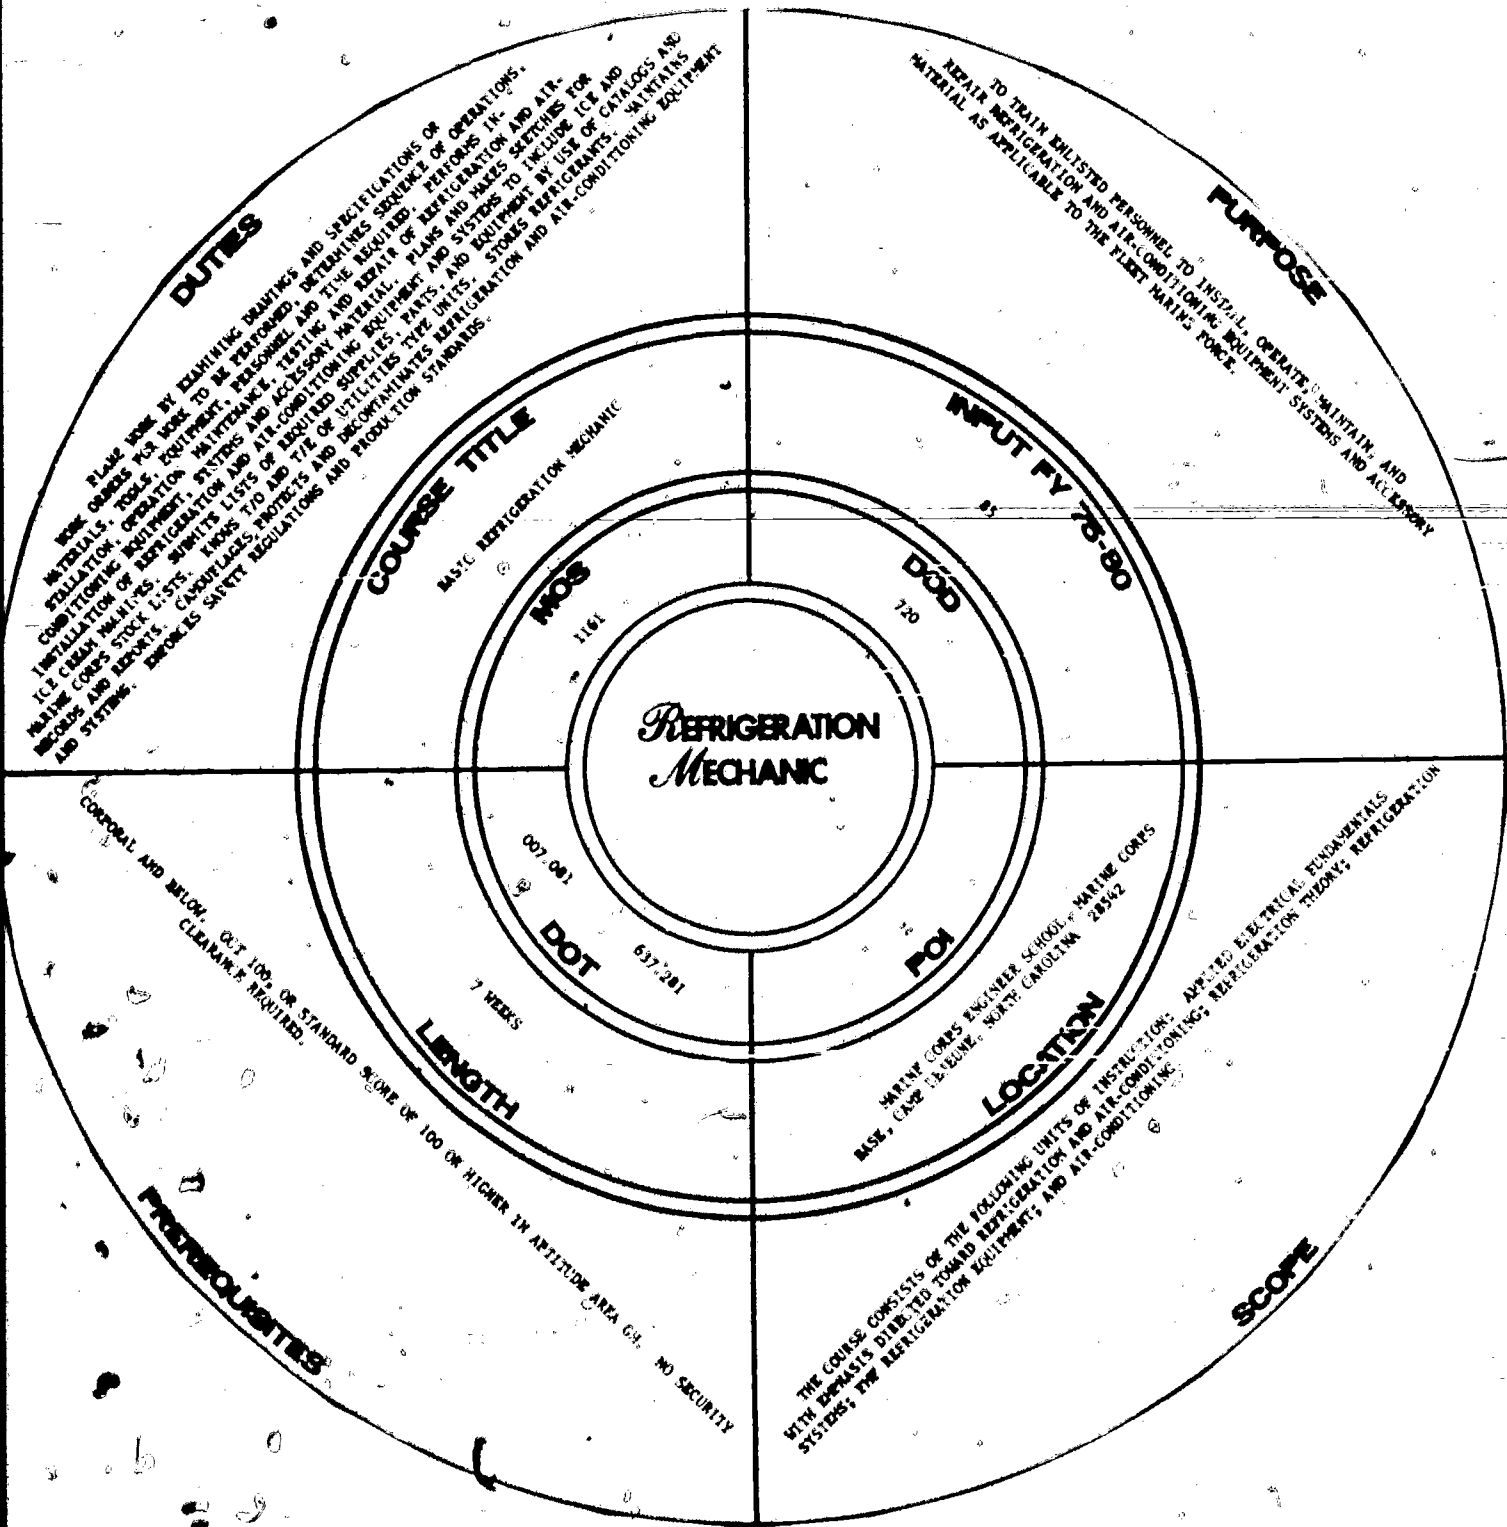 DUTIES
PLANS WORK BY EXAMINING DRAWINGS AND SPECIFICATIONS OR
WORK ORDERS FOR WORK TO BE PERFORMED, DETERMINES SEQUENCE OF OPERATIONS,
MATERIALS, TOOLS, EQUIPMENT, PERSONNEL AND TIME REQUIRED. PERFORMS IN-
STALLATION, OPERATION, MAINTENANCE, TESTING AND REPAIR OF REFRIGERATION AND AIR-
CONDITIONING EQUIPMENT, SYSTEMS AND ACCESSORY MATERIAL. PLANS AND MAKES SKETCHES FOR
INSTALLATION OF REFRIGERATION AND AIR-CONDITIONING EQUIPMENT AND SYSTEMS TO INCLUDE ICE AND
ICE CREAM MACHINES. SUBMITS LISTS OF REQUIRED SUPPLIES, PARTS, AND EQUIPMENT BY USE OF CATALOGS AND
MARINE CORPS STOCK LISTS. KNOWS T/O AND T/E OF UTILITIES TYPE UNITS. STORES REFRIGERANTS. MAINTAINS
RECORDS AND REPORTS. CAMOUFLAGES, PROTECTS AND DECONTAMINATES REFRIGERATION AND AIR-CONDITIONING EQUIPMENT
AND SYSTEMS. ENFORCES SAFETY REGULATIONS AND PRODUCTION STANDARDS.
PURPOSE
TO TRAIN ENLISTED PERSONNEL TO INSTALL, OPERATE, MAINTAIN, AND
REPAIR REFRIGERATION AND AIR-CONDITIONING EQUIPMENT SYSTEMS AND ACCESSORY
MATERIAL AS APPLICABLE TO THE FLEET MARINE FORCE.
COURSE TITLE
BASIC REFRIGERATION MECHANIC
INPUT FY 75-80
85
MOS
1161
DOD
720
REFRIGERATION
MECHANIC
007.081
637.281
DOT
POI
LENGTH
7 WEEKS
MARINE CORPS ENGINEER SCHOOL, MARINE CORPS
BASE, CAMP LEJEUNE, NORTH CAROLINA 28542
LOCATION
CORPORAL AND BELOW. GCT 100, OR STANDARD SCORE OF 100 OR HIGHER IN APTITUDE AREA GM. NO SECURITY
CLEARANCE REQUIRED.
PREREQUISITES
THE COURSE CONSISTS OF THE FOLLOWING UNITS OF INSTRUCTION: APPLIED ELECTRICAL FUNDAMENTALS
WITH EMPHASIS DIRECTED TOWARD REFRIGERATION AND AIR-CONDITIONING; REFRIGERATION THEORY; REFRIGERATION
SYSTEMS; FMF REFRIGERATION EQUIPMENT; AND AIR-CONDITIONING
SCOPE